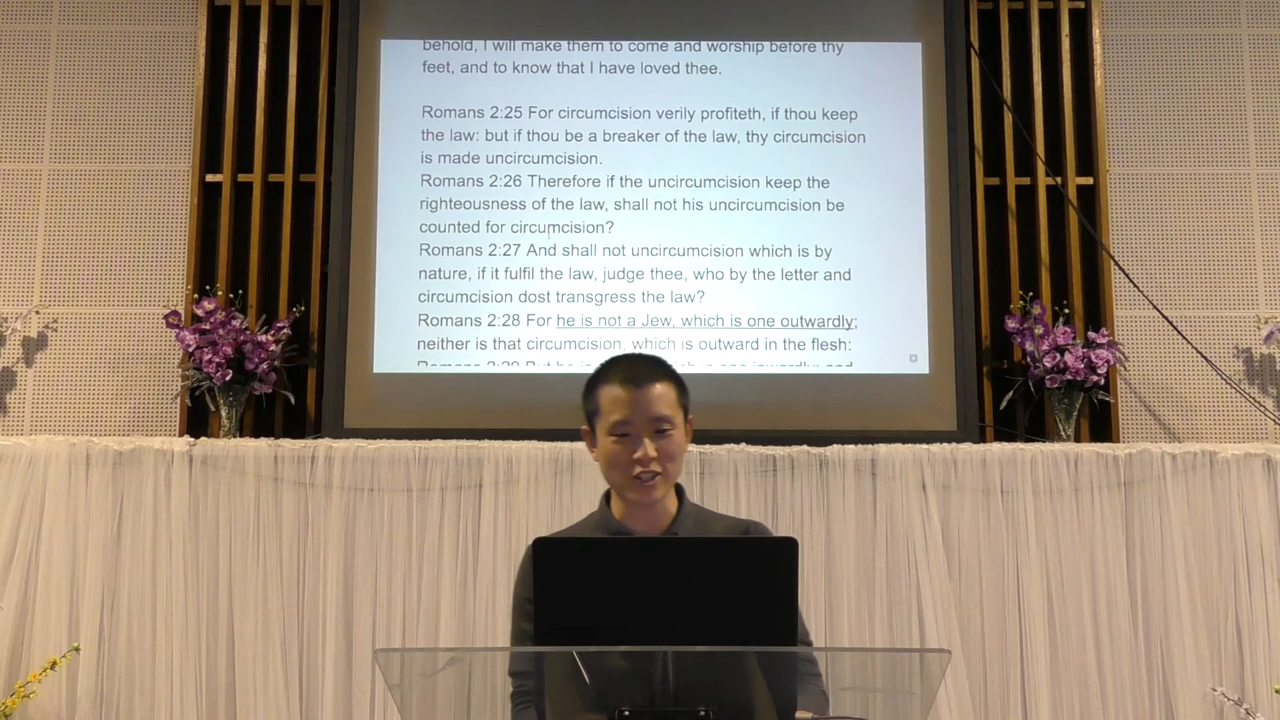 behold, I will make them to come and worship before thy
feet, and to know that I have loved thee.
Romans 2:25 For circumcision verily profiteth, if thou keep
the law: but if thou be a breaker of the law, thy circumcision
is made uncircumcision.
Romans 2:26 Therefore if the uncircumcision keep the
righteousness of the law, shall not his uncircumcision be
counted for circumcision?
Romans 2:27 And shall not uncircumcision which is by
nature, if it fulfil the law, judge thee, who by the letter and
circumcision dost transgress the law?
Romans 2:28 For he is not a Jew, which is one outwardly;
neither is that circumcision, which is outward in the flesh: